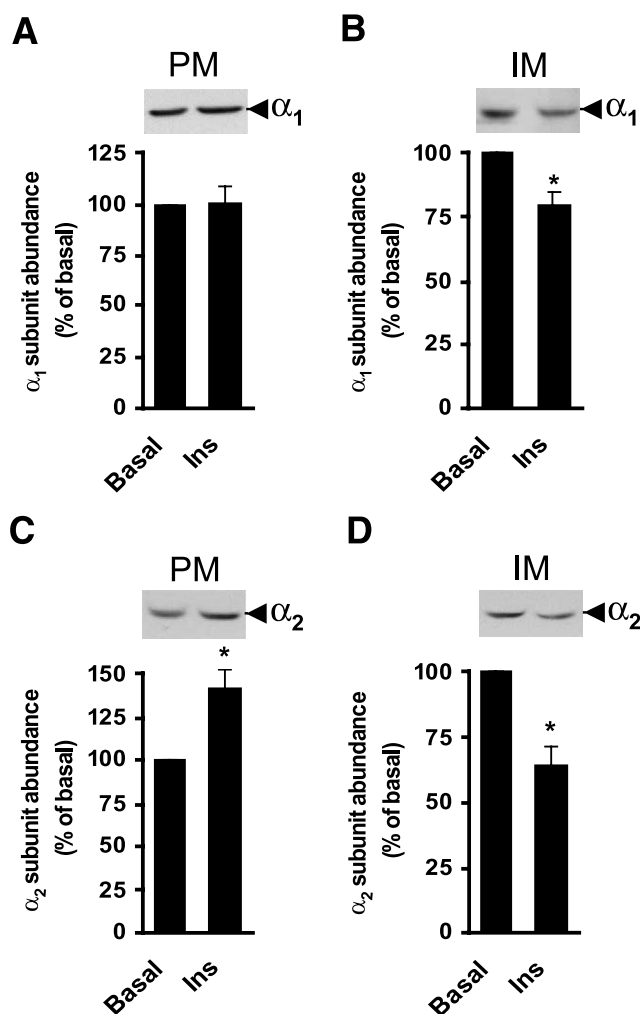 A
PM
α₁
125
100
75
50
25
0
α₁ subunit abundance
(% of basal)
Basal
Ins
B
IM
α₁
100
75
50
25
0
*
α₁ subunit abundance
(% of basal)
Basal
Ins
C
PM
α₂
150
125
100
75
50
25
0
*
α₂ subunit abundance
(% of basal)
Basal
Ins
D
IM
α₂
100
75
50
25
0
*
α₂ subunit abundance
(% of basal)
Basal
Ins